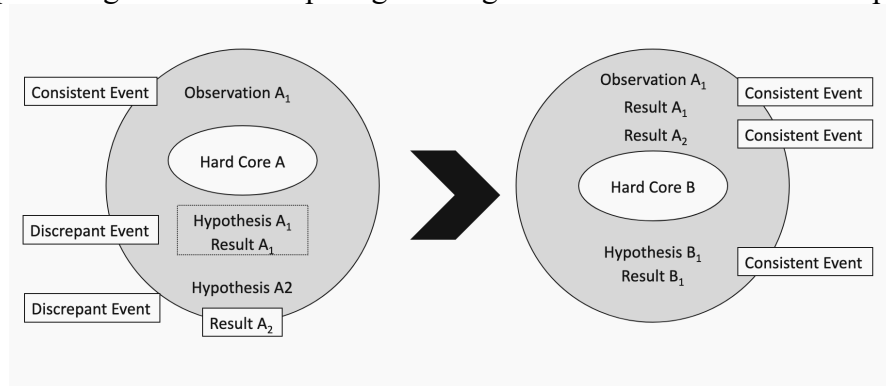 Consistent Event
Observation A₁
Hard Core A
Discrepant Event
Hypothesis A₁
Result A₁
Hypothesis A2
Discrepant Event
Result A₂
Observation A₁
Consistent Event
Result A₁
Result A₂
Consistent Event
Hard Core B
Hypothesis B₁
Consistent Event
Result B₁